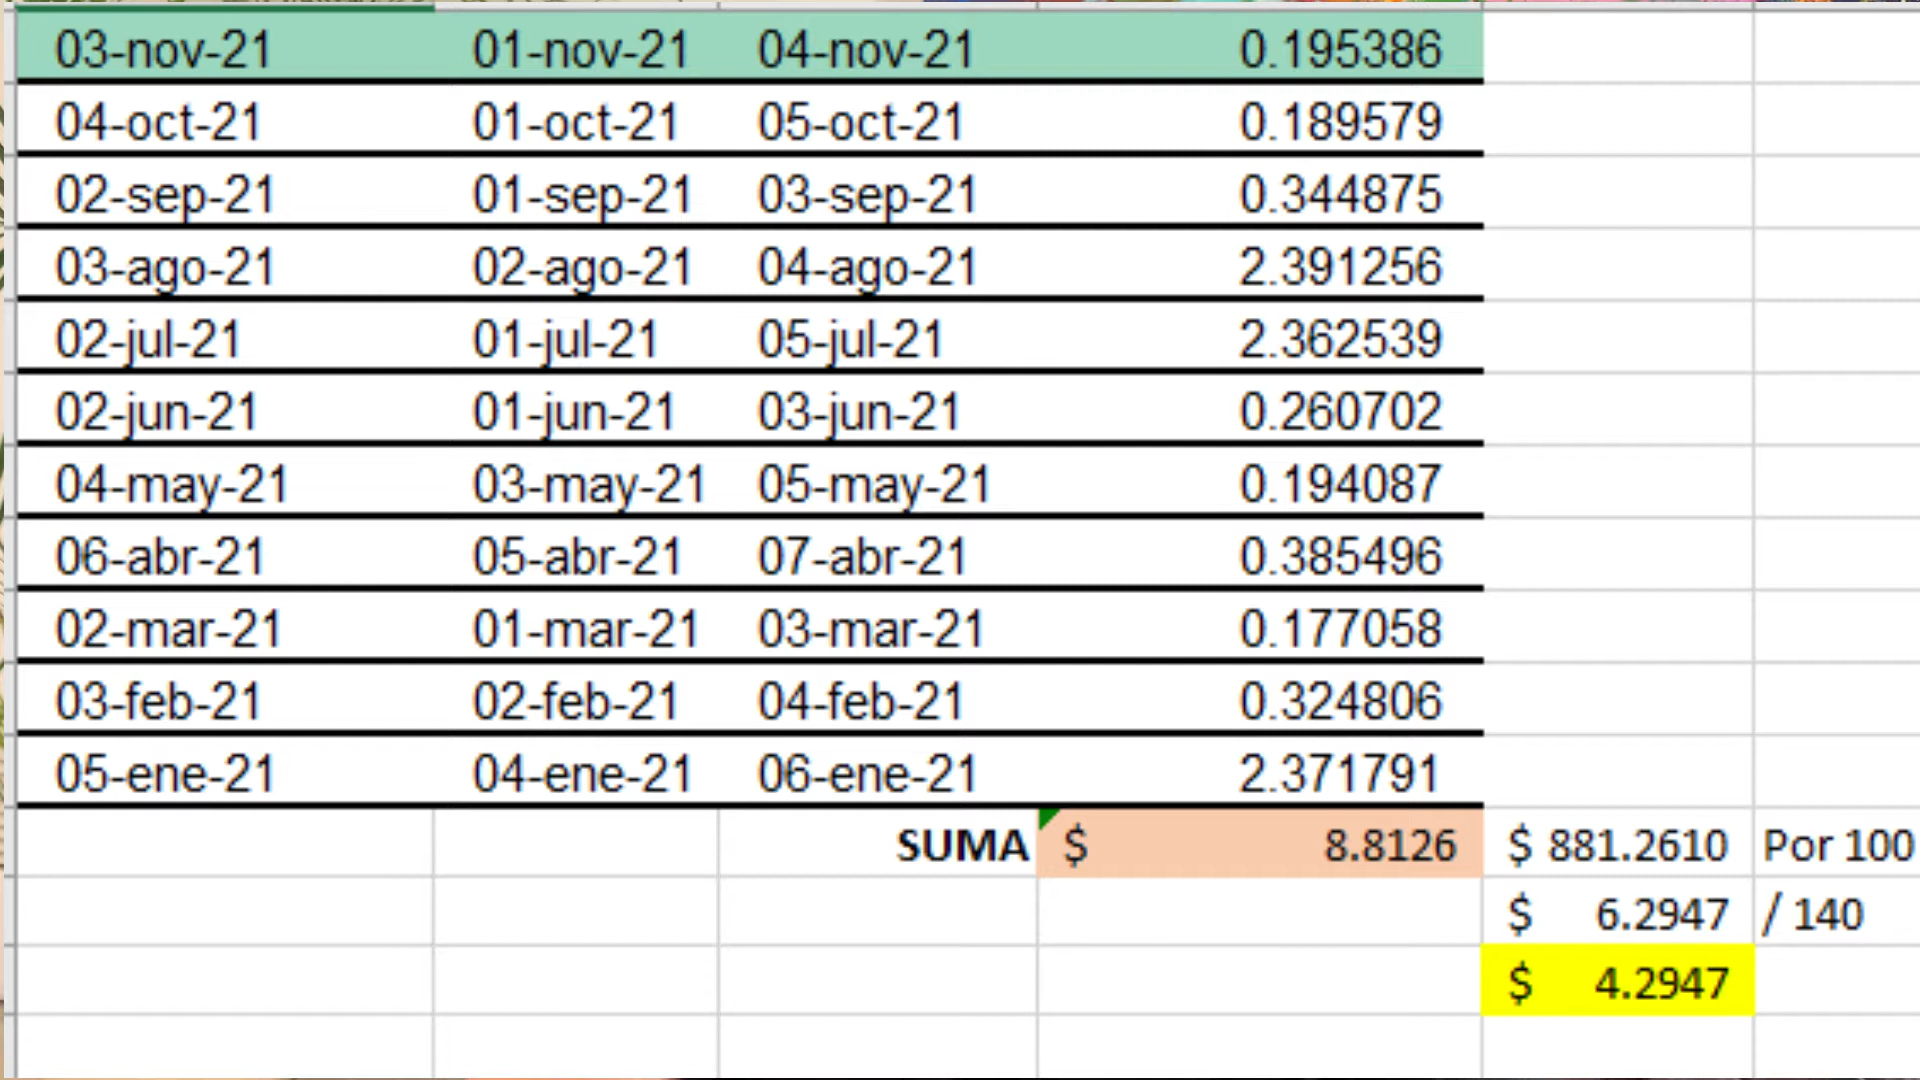 03-nov-21 01-nov-21 04-nov-21 0.195386
04-oct-21 01-oct-21 05-oct-21 0.189579
02-sep-21 01-sep-21 03-sep-21 0.344875
03-ago-21 02-ago-21 04-ago-21 2.391256
02-jul-21 01-jul-21 05-jul-21 2.362539
02-jun-21 01-jun-21 03-jun-21 0.260702
04-may-21 03-may-21 05-may-21 0.194087
06-abr-21 05-abr-21 07-abr-21 0.385496
02-mar-21 01-mar-21 03-mar-21 0.177058
03-feb-21 02-feb-21 04-feb-21 0.324806
05-ene-21 04-ene-21 06-ene-21 2.371791
SUMA $ 8.8126 $ 881.2610 Por 100
$ 6.2947 / 140
$ 4.2947